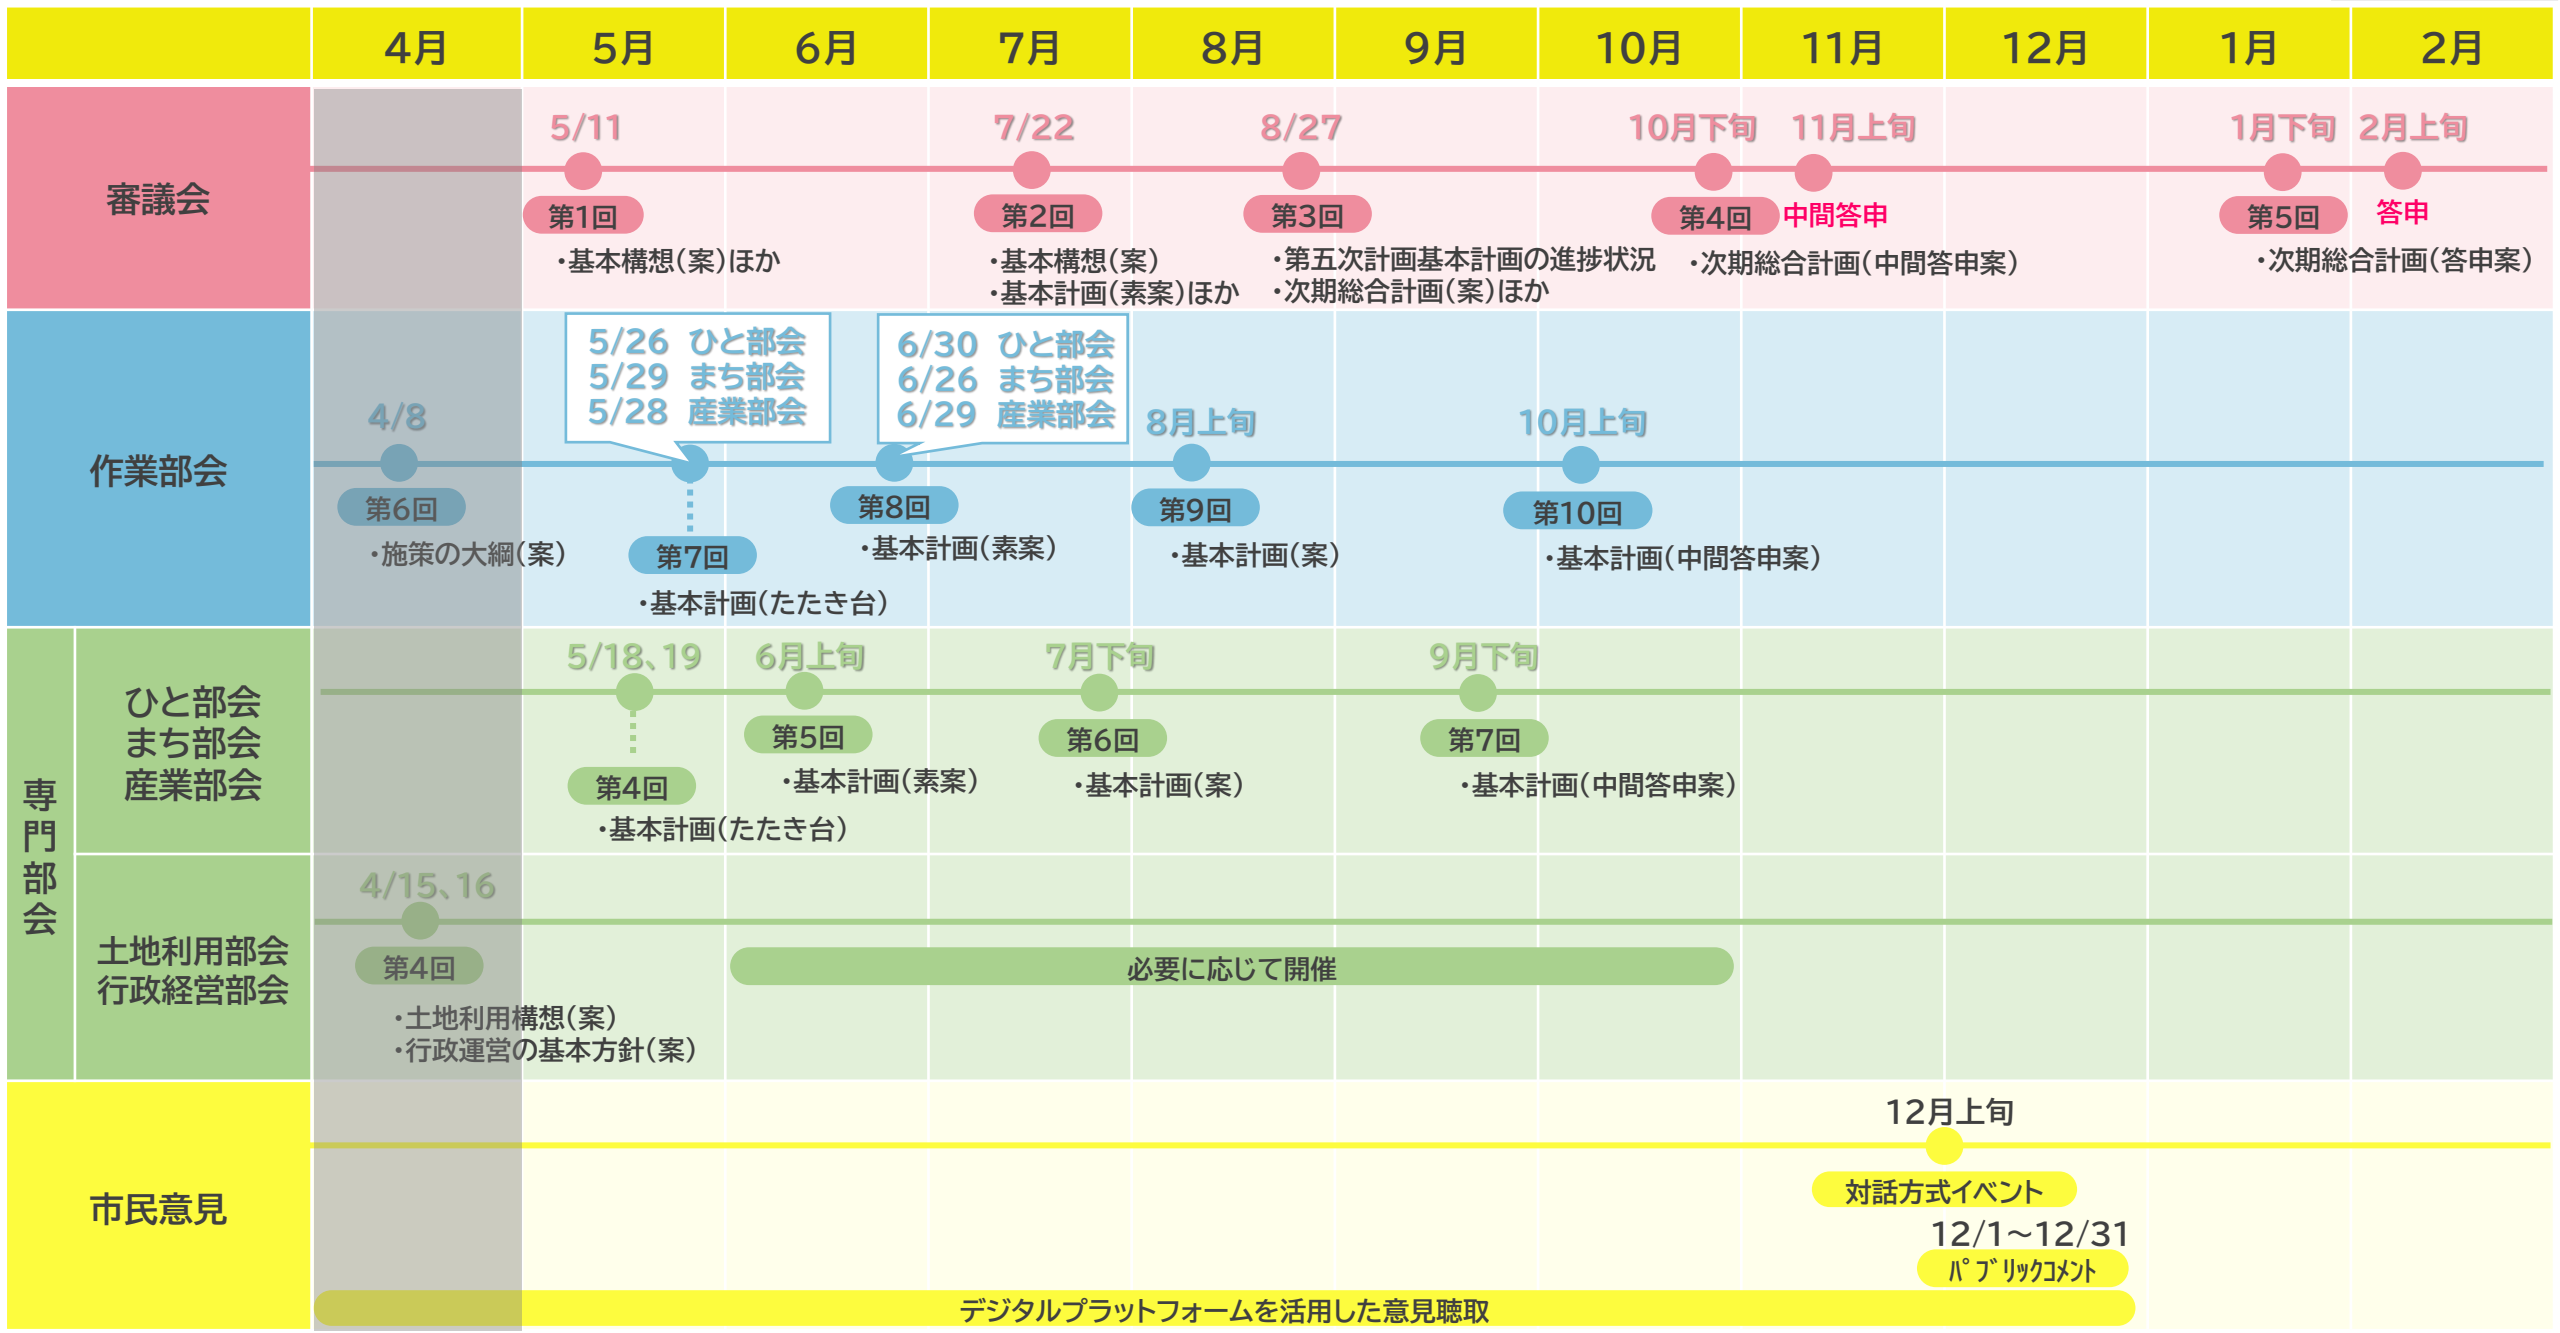 4月 5月 6月 7月 8月 9月 10月 11月 12月 1月 2月
審議会
5/11
第1回
・基本構想(案)ほか
7/22
第2回
・基本構想(案)
・基本計画(素案)ほか
8/27
第3回
・第五次計画基本計画の進捗状況
・次期総合計画(案)ほか
10月下旬
第4回
・次期総合計画(中間答申案)
11月上旬
中間答申
1月下旬
第5回
・次期総合計画(答申案)
2月上旬
答申
作業部会
4/8
第6回
・施策の大綱(案)
5/26 ひと部会
5/29 まち部会
5/28 産業部会
第7回
・基本計画(たたき台)
6/30 ひと部会
6/26 まち部会
6/29 産業部会
第8回
・基本計画(素案)
8月上旬
第9回
・基本計画(案)
10月上旬
第10回
・基本計画(中間答申案)
専門部会
ひと部会
まち部会
産業部会
5/18、19
第4回
・基本計画(たたき台)
6月上旬
第5回
・基本計画(素案)
7月下旬
第6回
・基本計画(案)
9月下旬
第7回
・基本計画(中間答申案)
土地利用部会
行政経営部会
4/15、16
第4回
・土地利用構想(案)
・行政運営の基本方針(案)
必要に応じて開催
市民意見
12月上旬
対話方式イベント
12/1～12/31
ﾊﾟﾌﾞﾘｯｸｺﾒﾝﾄ
デジタルプラットフォームを活用した意見聴取